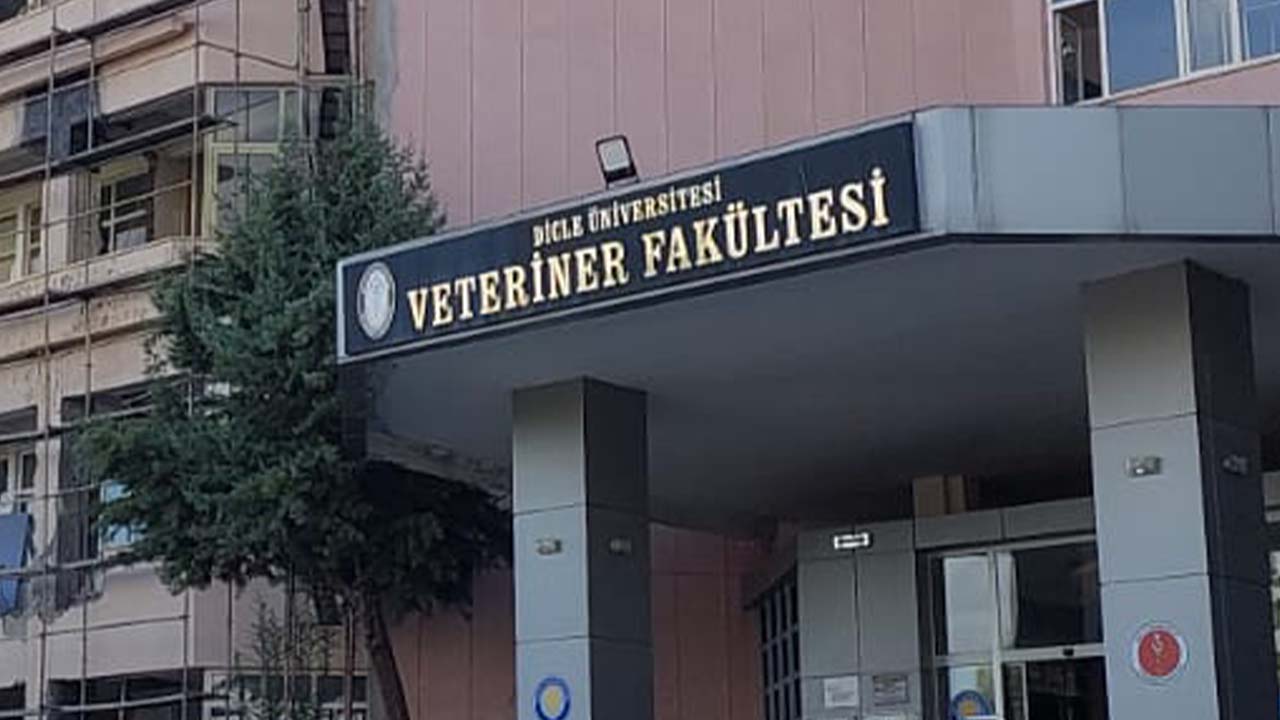 DİCLE ÜNİVERSİTESİ
VETERİNER FAKÜLTESİ